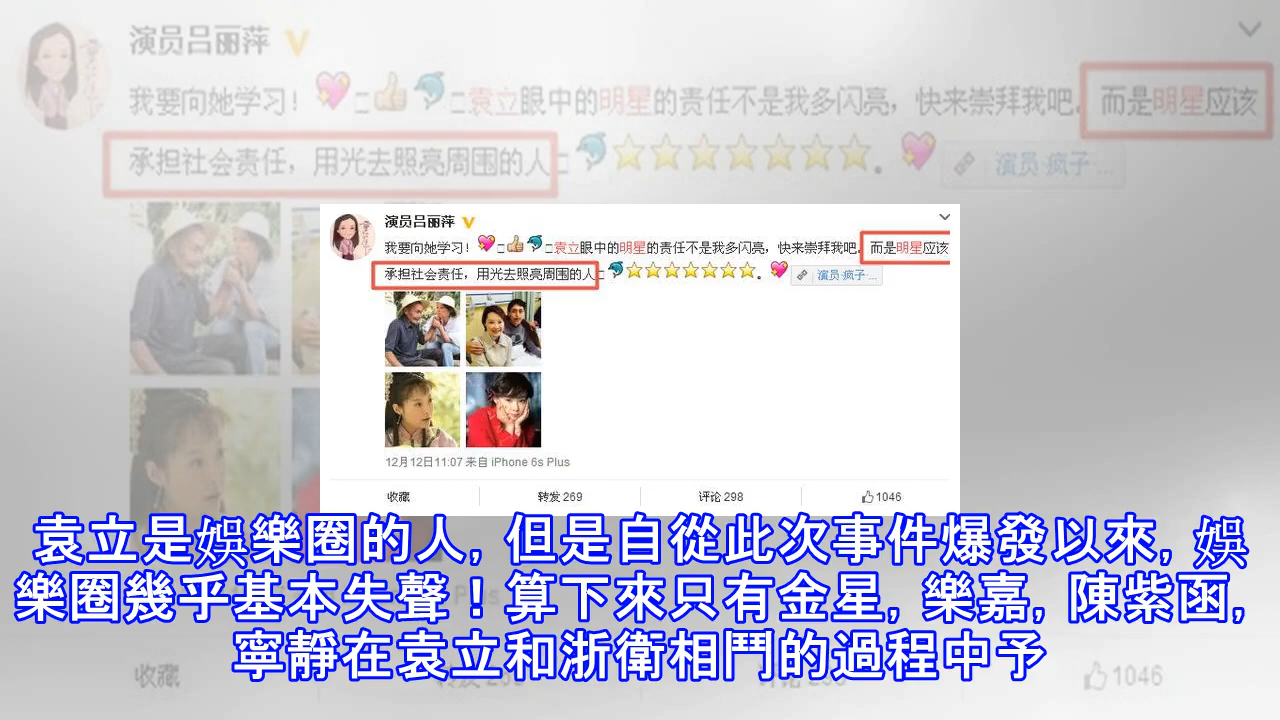 演员吕丽萍
我要向她学习！袁立眼中的明星的责任不是我多闪亮，快来崇拜我吧，而是明星应该
承担社会责任，用光去照亮周围的人 。 演员·疯子...
演员吕丽萍
我要向她学习！袁立眼中的明星的责任不是我多闪亮，快来崇拜我吧，而是明星应该
承担社会责任，用光去照亮周围的人 。 演员·疯子...
12月12日11:07 来自 iPhone 6s Plus
收藏 转发 269 评论 298 1046
袁立是娛樂圈的人, 但是自從此次事件爆發以來, 娛
樂圈幾乎基本失聲！算下來只有金星, 樂嘉, 陳紫函,
寧靜在袁立和浙衛相鬥的過程中予
Plus
收藏 1046